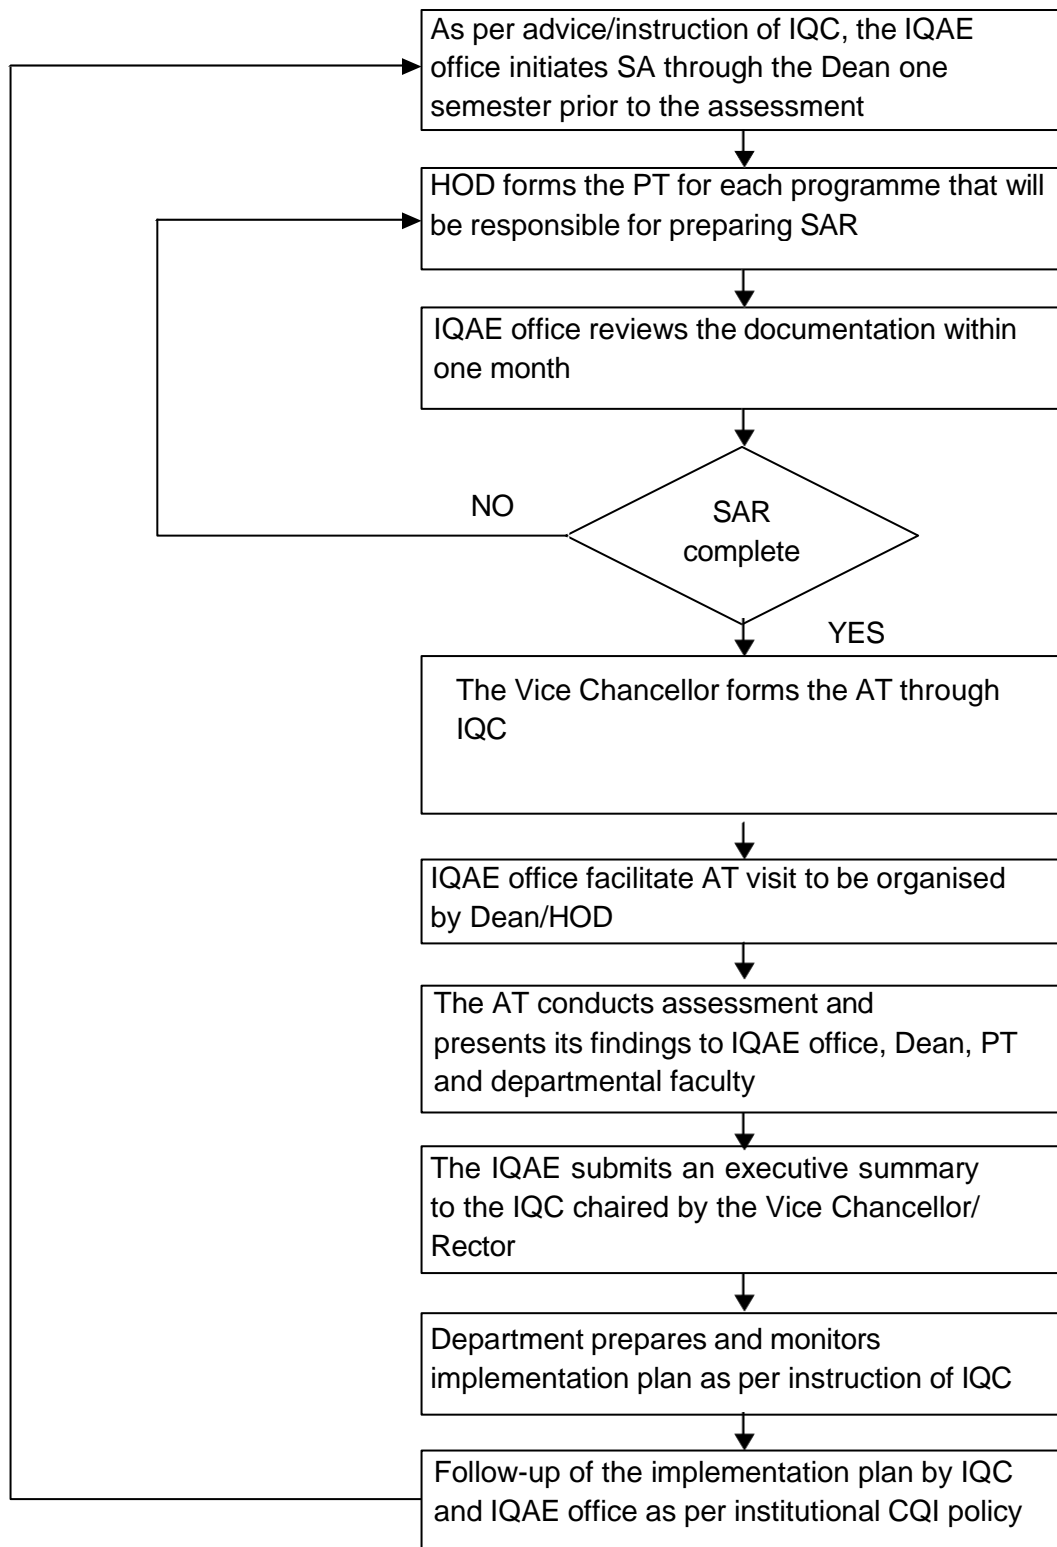 As per advice/instruction of IQC, the IQAE
office initiates SA through the Dean one
semester prior to the assessment
HOD forms the PT for each programme that will
be responsible for preparing SAR
IQAE office reviews the documentation within
one month
NO
SAR
complete
YES
The Vice Chancellor forms the AT through
IQC
IQAE office facilitate AT visit to be organised
by Dean/HOD
The AT conducts assessment and
presents its findings to IQAE office, Dean, PT
and departmental faculty
The IQAE submits an executive summary
to the IQC chaired by the Vice Chancellor/
Rector
Department prepares and monitors
implementation plan as per instruction of IQC
Follow-up of the implementation plan by IQC
and IQAE office as per institutional CQI policy